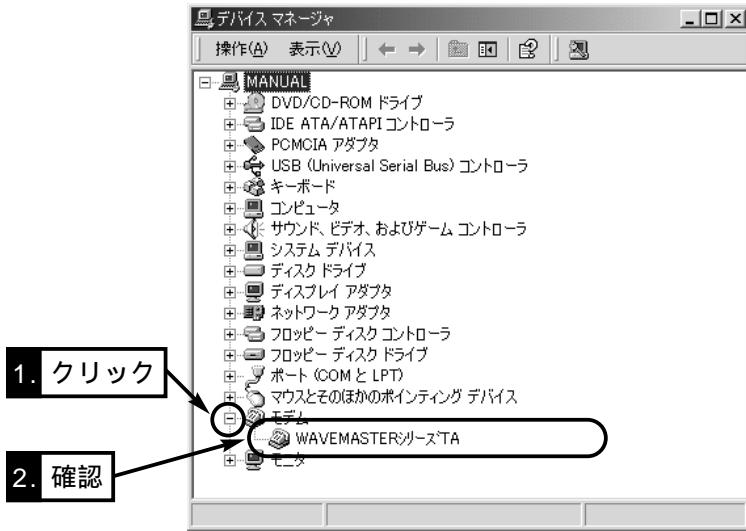 デバイス マネージャ
操作(A) 表示(V)
MANUAL
DVD/CD-ROM ドライブ
IDE ATA/ATAPI コントローラ
PCMCIA アダプタ
USB (Universal Serial Bus) コントローラ
キーボード
コンピュータ
サウンド、ビデオ、およびゲーム コントローラ
システム デバイス
ディスク ドライブ
ディスプレイ アダプタ
ネットワーク アダプタ
フロッピー ディスク コントローラ
フロッピー ディスク ドライブ
ポート (COM と LPT)
マウスとそのほかのポインティング デバイス
モデム
WAVEMASTERシリーズTA
モニタ
1. クリック
2. 確認